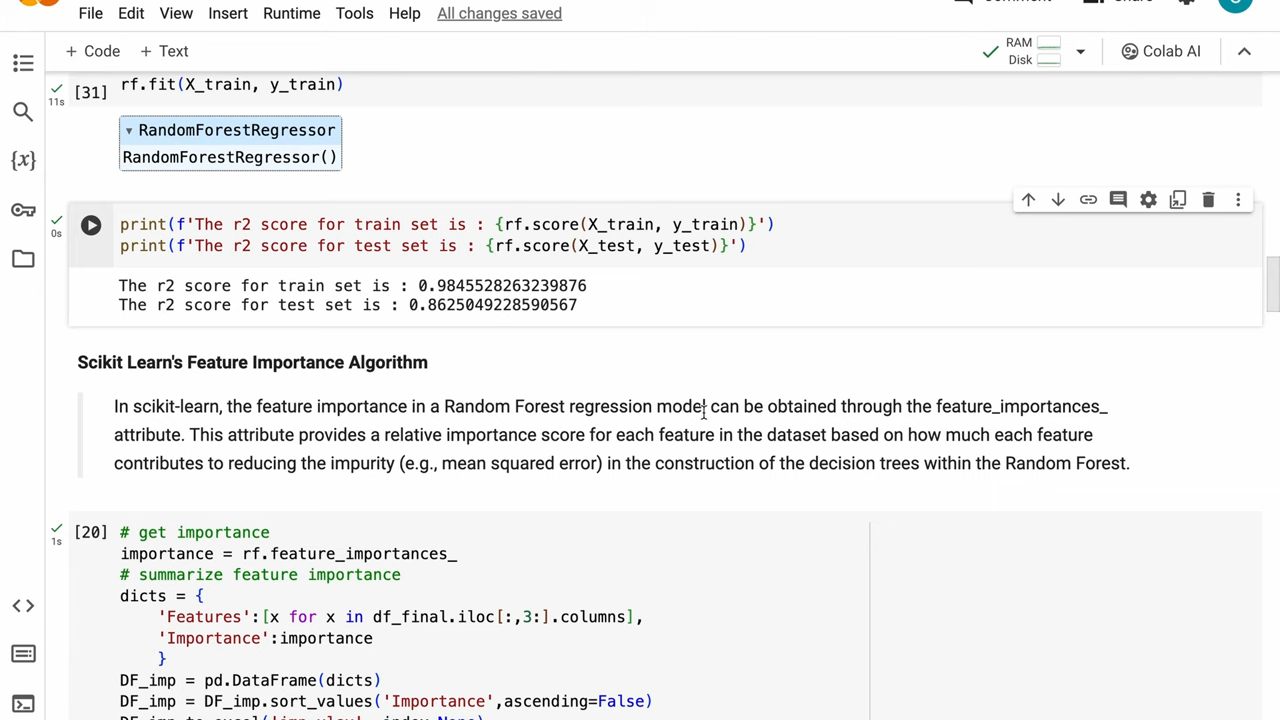 File Edit View Insert Runtime Tools Help All changes saved
+ Code + Text
RAM
Disk
Colab AI
rf.fit(X_train, y_train)
[31]
11s
▾ RandomForestRegressor
RandomForestRegressor()
0s
print(f'The r2 score for train set is : {rf.score(X_train, y_train)}')
print(f'The r2 score for test set is : {rf.score(X_test, y_test)}')
The r2 score for train set is : 0.9845528263239876
The r2 score for test set is : 0.8625049228590567
Scikit Learn's Feature Importance Algorithm
In scikit-learn, the feature importance in a Random Forest regression model can be obtained through the feature_importances_
attribute. This attribute provides a relative importance score for each feature in the dataset based on how much each feature
contributes to reducing the impurity (e.g., mean squared error) in the construction of the decision trees within the Random Forest.
[20]
1s
# get importance
importance = rf.feature_importances_
# summarize feature importance
dicts = {
'Features':[x for x in df_final.iloc[:,3:].columns],
'Importance':importance
}
DF_imp = pd.DataFrame(dicts)
DF_imp = DF_imp.sort_values('Importance',ascending=False)